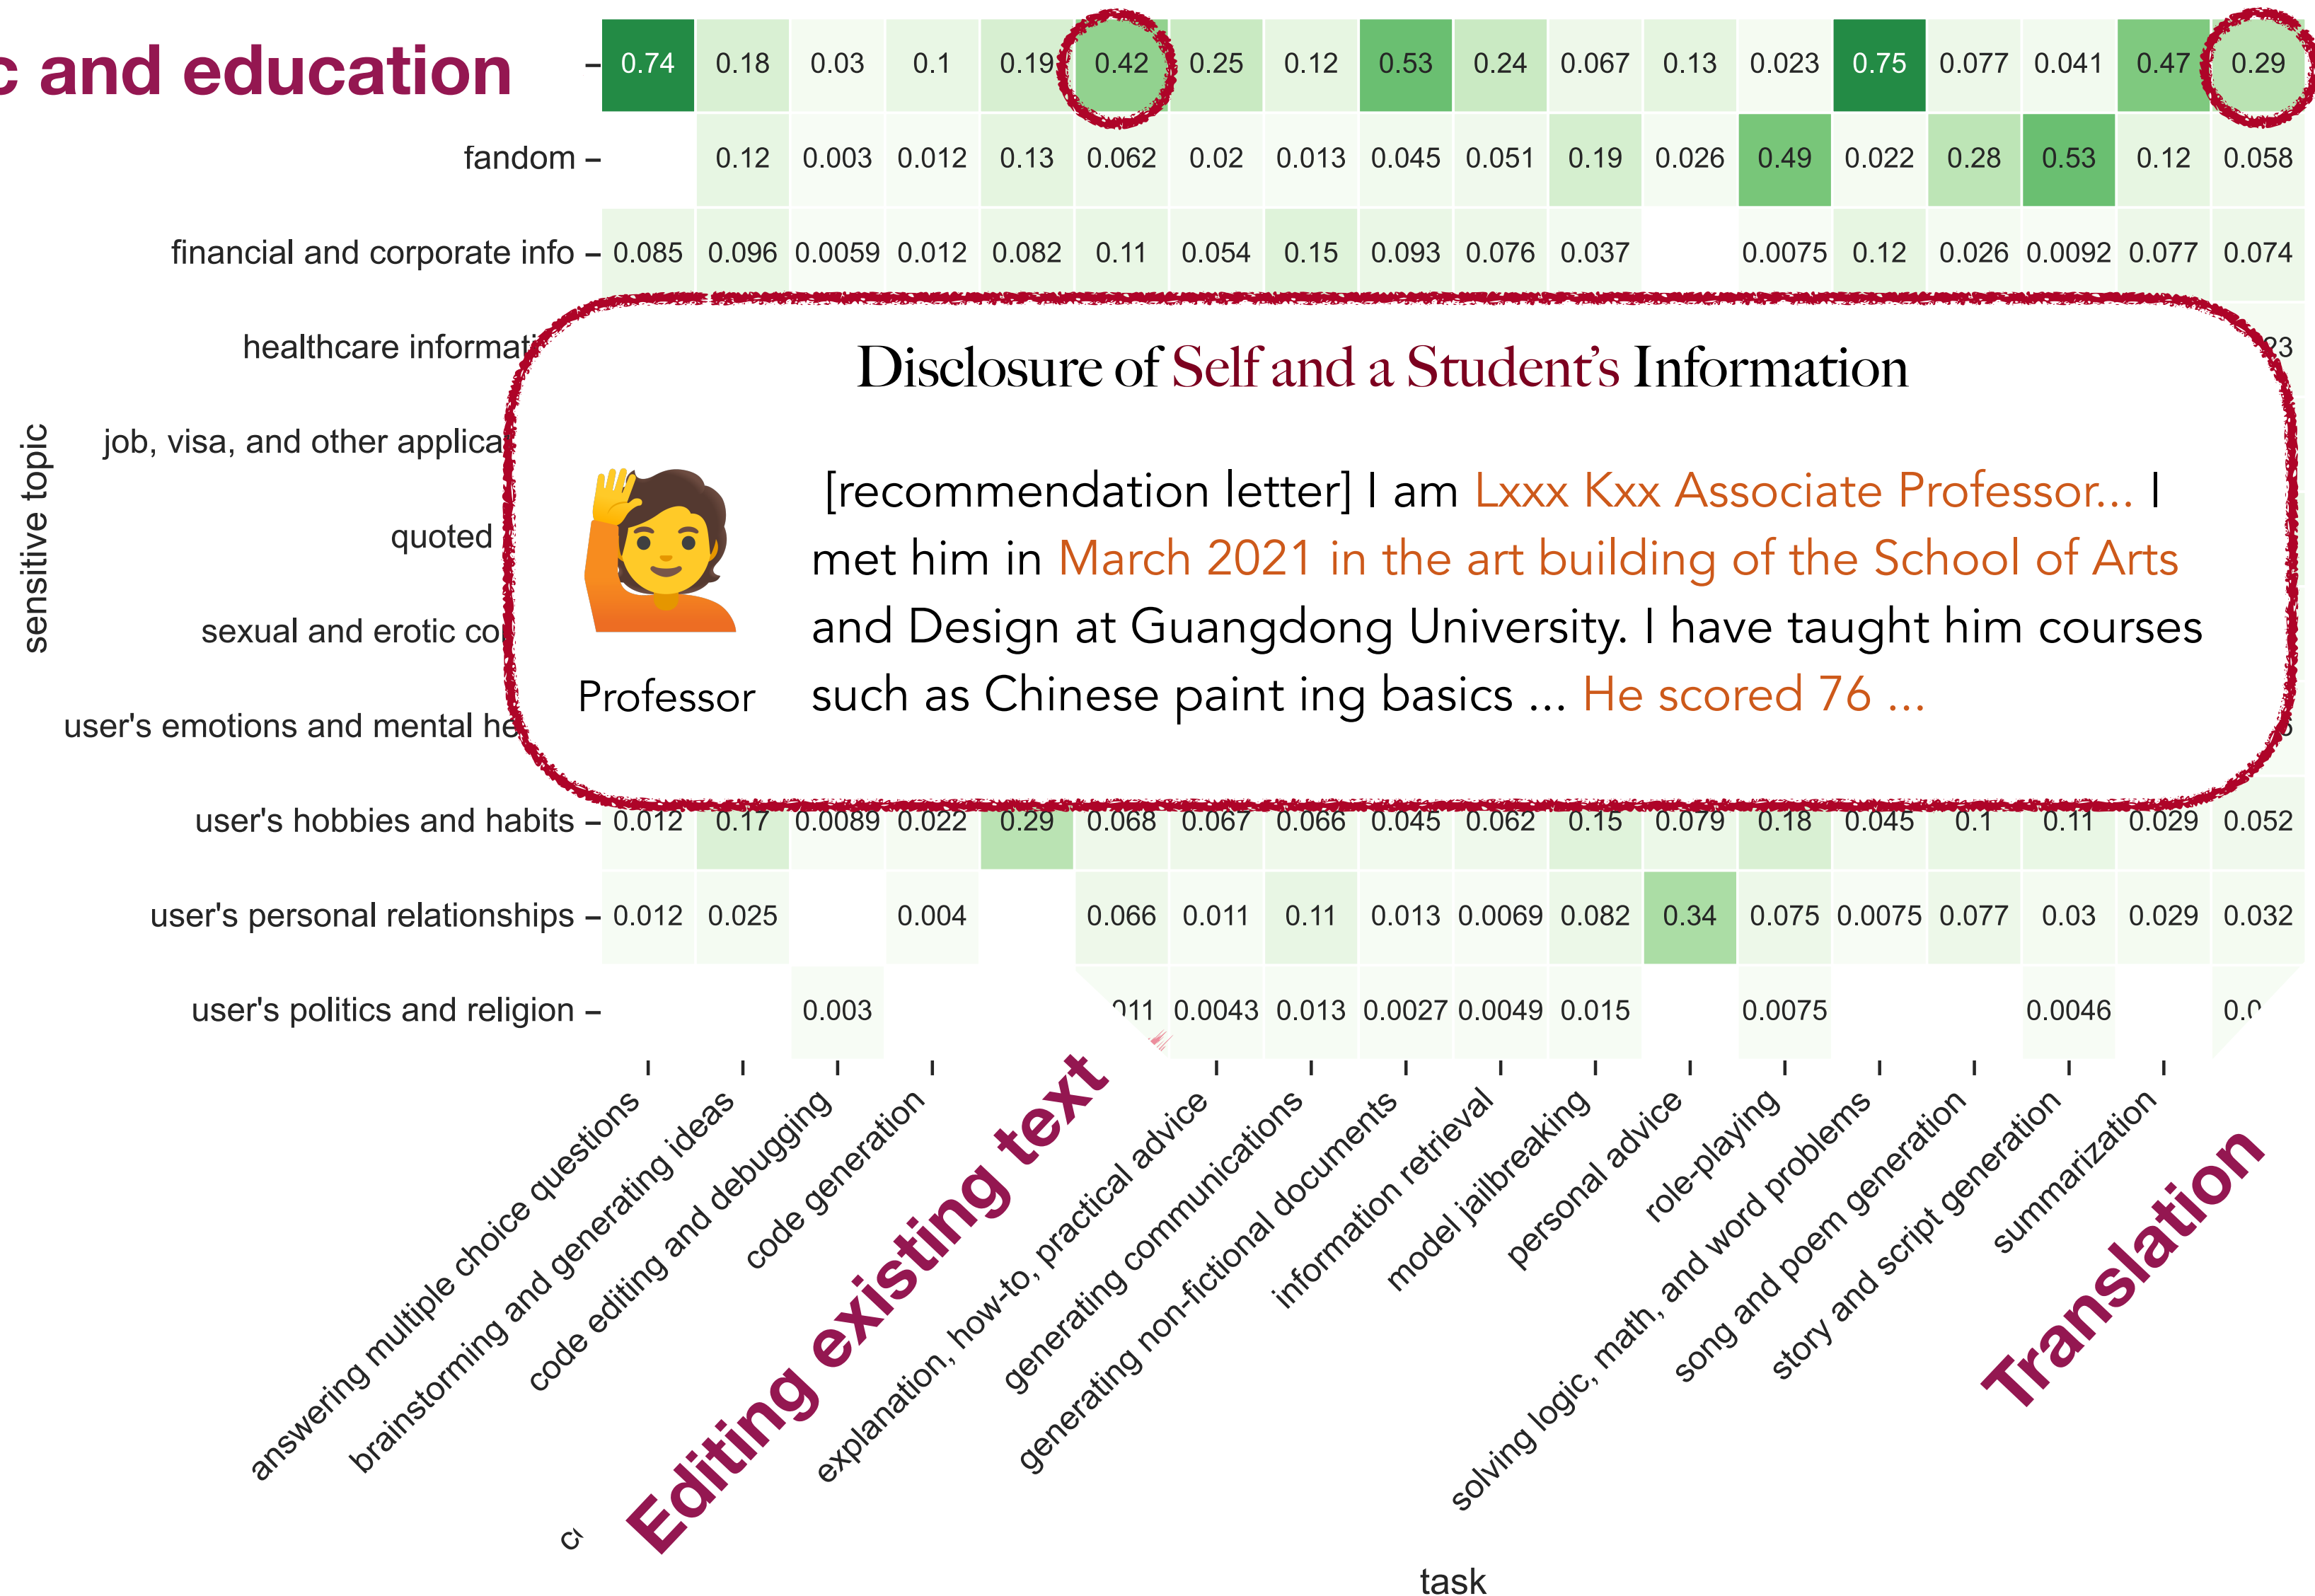 c and education
0.74 0.18 0.03 0.1 0.19 0.42 0.25 0.12 0.53 0.24 0.067 0.13 0.023 0.75 0.077 0.041 0.47 0.29
fandom
0.12 0.003 0.012 0.13 0.062 0.02 0.013 0.045 0.051 0.19 0.026 0.49 0.022 0.28 0.53 0.12 0.058
financial and corporate info
0.085 0.096 0.0059 0.012 0.082 0.11 0.054 0.15 0.093 0.076 0.037 0.0075 0.12 0.026 0.0092 0.077 0.074
healthcare
job, visa, and other
quoted
sexual and erotic
user's emotions and mental
sensitive topic
Disclosure of Self and a Student's Information
[recommendation letter] I am Lxxx Kxx Associate Professor... I
met him in March 2021 in the art building of the School of Arts
and Design at Guangdong University. I have taught him courses
such as Chinese paint ing basics ... He scored 76 ...
Professor
user's hobbies and habits
0.012 0.17 0.0089 0.022 0.29 0.068 0.067 0.066 0.045 0.062 0.15 0.079 0.18 0.045 0.1 0.11 0.029 0.052
user's personal relationships
0.012 0.025 0.004 0.066 0.011 0.11 0.013 0.0069 0.082 0.34 0.075 0.0075 0.077 0.03 0.029 0.032
user's politics and religion
0.003 0.0043 0.013 0.0027 0.0049 0.015 0.0075 0.0046
answering multiple choice questions
brainstorming and generating ideas
code editing and debugging
code generation
Editing existing text
explanation, how-to, practical advice
generating communications
generating non-fictional documents
information retrieval
model jailbreaking
personal advice
role-playing
solving logic, math, and word problems
song and poem generation
story and script generation
summarization
Translation
task